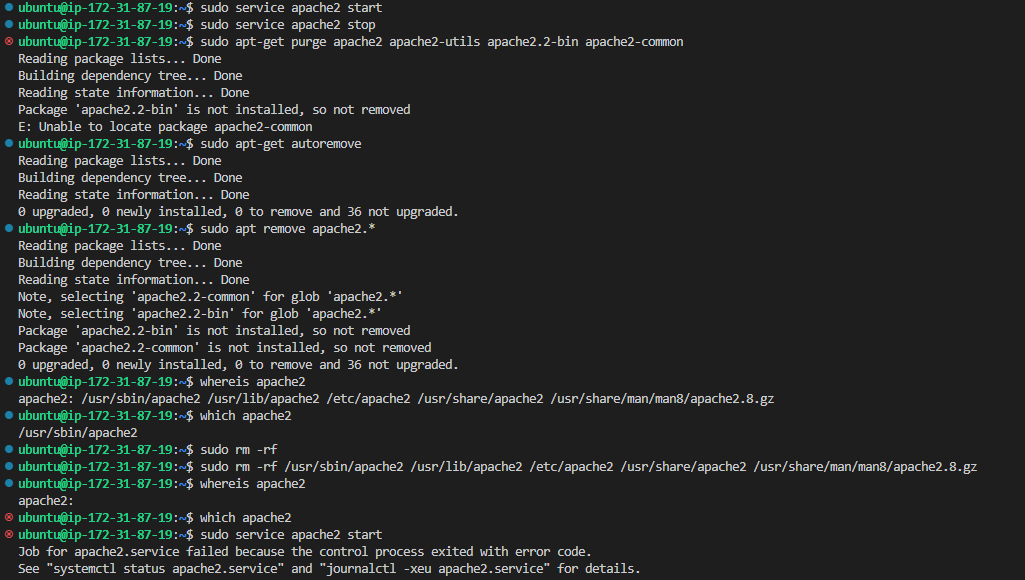 ubuntu@ip-172-31-87-19:~$ sudo service apache2 start
ubuntu@ip-172-31-87-19:~$ sudo service apache2 stop
ubuntu@ip-172-31-87-19:~$ sudo apt-get purge apache2 apache2-utils apache2.2-bin apache2-common
Reading package lists... Done
Building dependency tree... Done
Reading state information... Done
Package 'apache2.2-bin' is not installed, so not removed
E: Unable to locate package apache2-common
ubuntu@ip-172-31-87-19:~$ sudo apt-get autoremove
Reading package lists... Done
Building dependency tree... Done
Reading state information... Done
0 upgraded, 0 newly installed, 0 to remove and 36 not upgraded.
ubuntu@ip-172-31-87-19:~$ sudo apt remove apache2.*
Reading package lists... Done
Building dependency tree... Done
Reading state information... Done
Note, selecting 'apache2.2-common' for glob 'apache2.*'
Note, selecting 'apache2.2-bin' for glob 'apache2.*'
Package 'apache2.2-bin' is not installed, so not removed
Package 'apache2.2-common' is not installed, so not removed
0 upgraded, 0 newly installed, 0 to remove and 36 not upgraded.
ubuntu@ip-172-31-87-19:~$ whereis apache2
apache2: /usr/sbin/apache2 /usr/lib/apache2 /etc/apache2 /usr/share/apache2 /usr/share/man/man8/apache2.8.gz
ubuntu@ip-172-31-87-19:~$ which apache2
/usr/sbin/apache2
ubuntu@ip-172-31-87-19:~$ sudo rm -rf
ubuntu@ip-172-31-87-19:~$ sudo rm -rf /usr/sbin/apache2 /usr/lib/apache2 /etc/apache2 /usr/share/apache2 /usr/share/man/man8/apache2.8.gz
ubuntu@ip-172-31-87-19:~$ whereis apache2
apache2:
ubuntu@ip-172-31-87-19:~$ which apache2
ubuntu@ip-172-31-87-19:~$ sudo service apache2 start
Job for apache2.service failed because the control process exited with error code.
See "systemctl status apache2.service" and "journalctl -xeu apache2.service" for details.